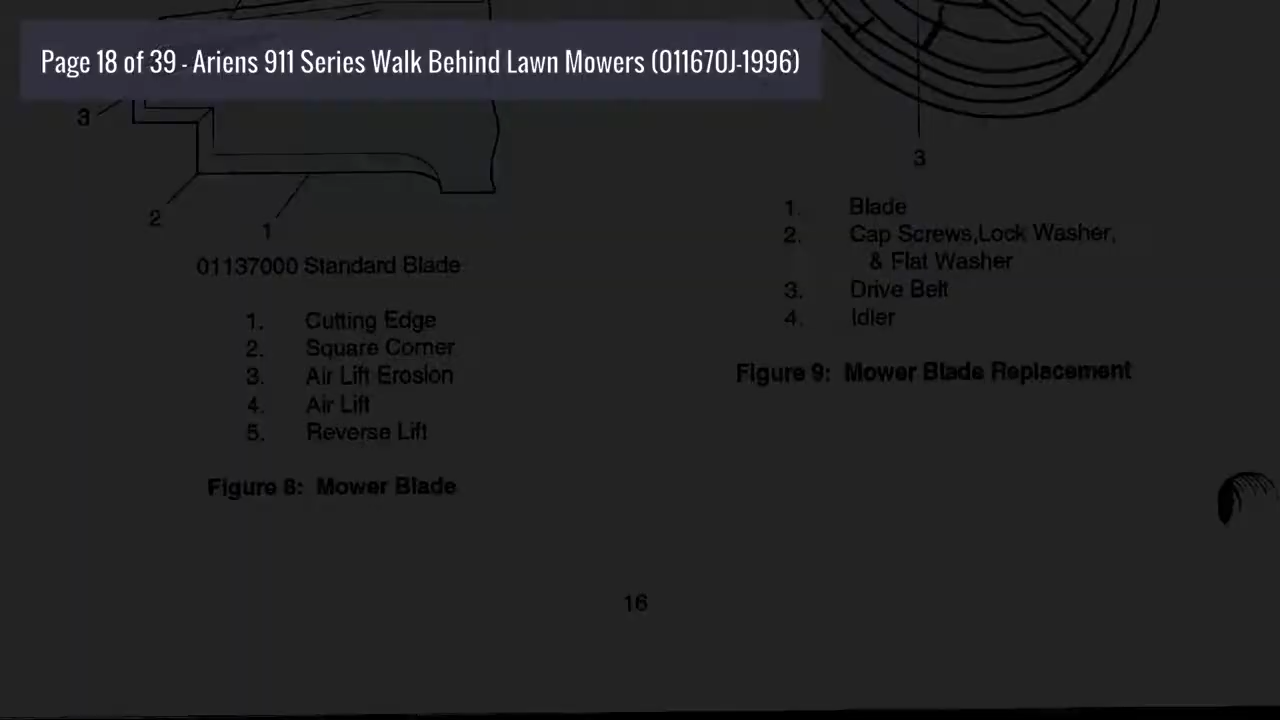 Page 18 of 39 - Ariens 911 Series Walk Behind Lawn Mowers (011670J-1996)
3
2
1
01137000 Standard Blade
1. Cutting Edge
2. Square Corner
3. Air Lift Erosion
4. Air Lift
5. Reverse Lift
Figure 8: Mower Blade
3
1. Blade
2. Cap Screws,Lock Washer,
& Flat Washer
3. Drive Belt
4. Idler
Figure 9: Mower Blade Replacement
16